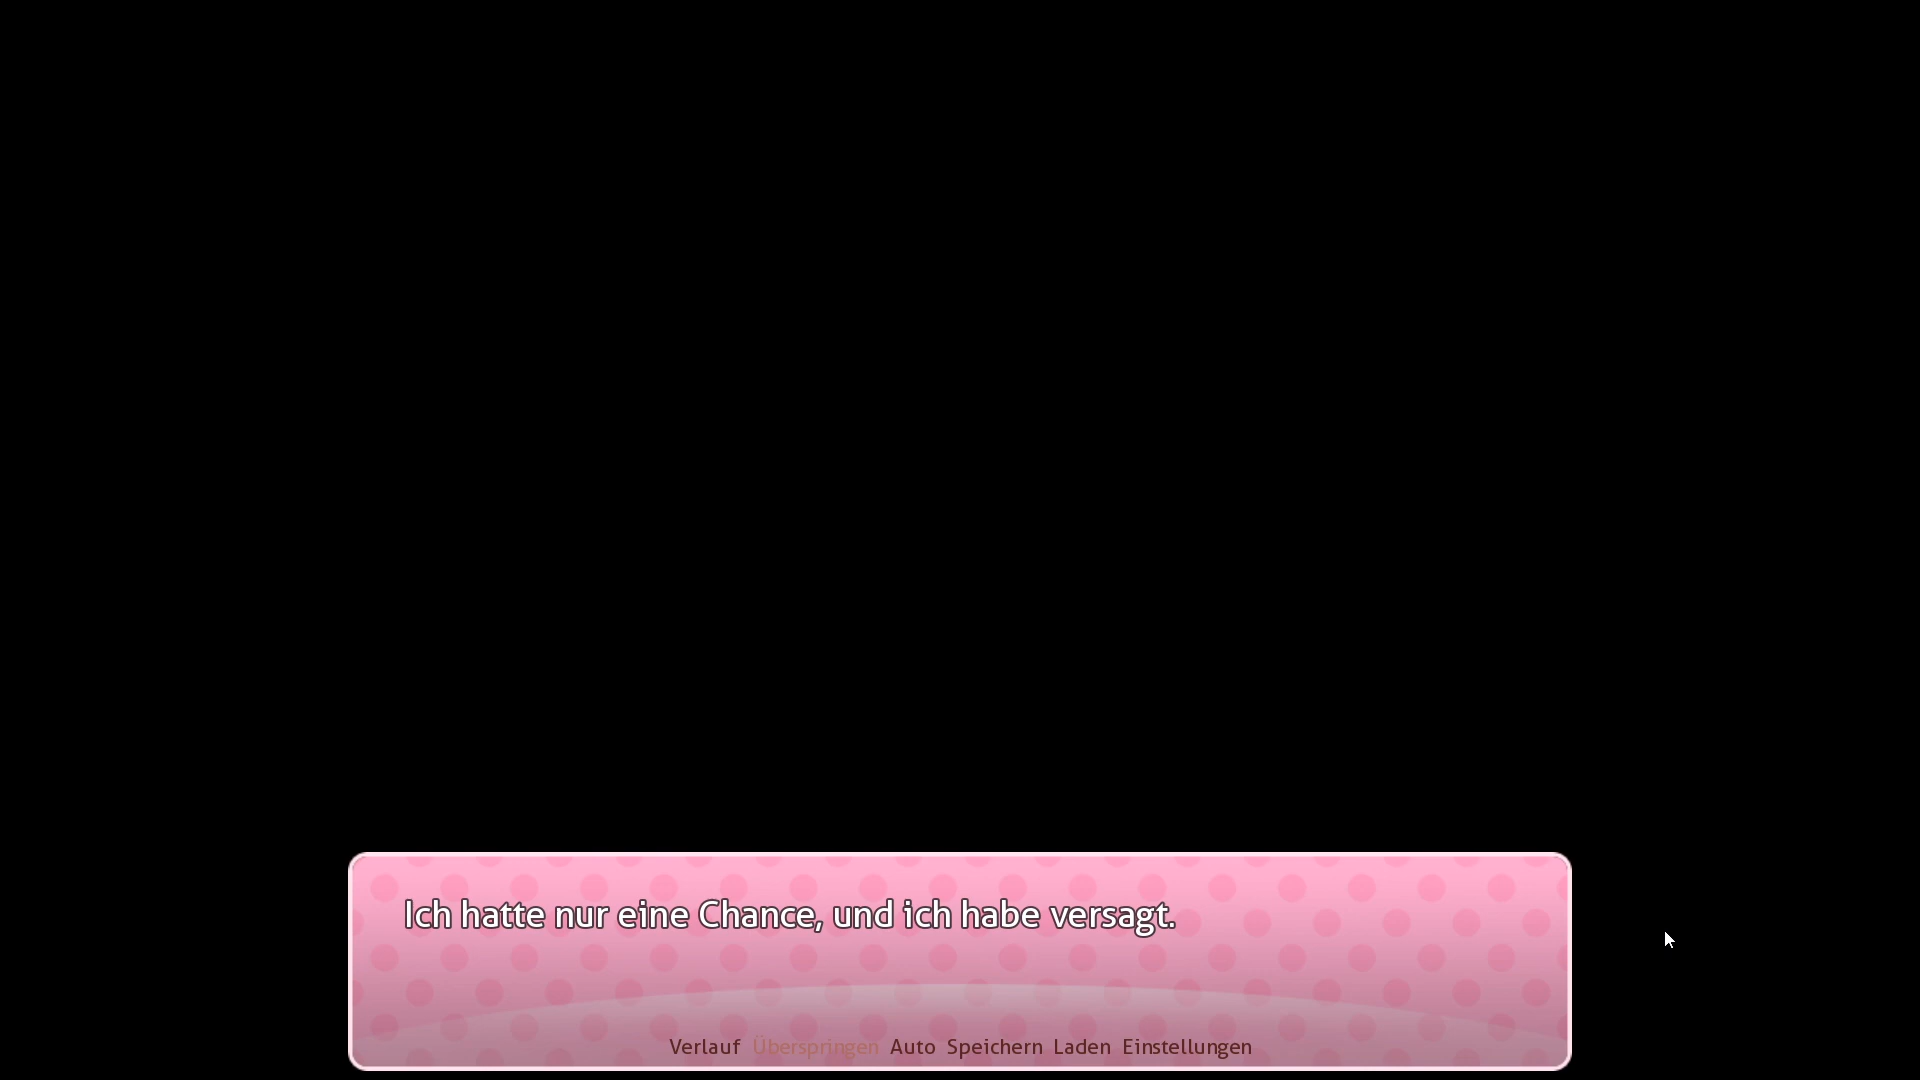 Ich hatte nur eine Chance, und ich habe versagt.
Verlauf Überspringen Auto Speichern Laden Einstellungen